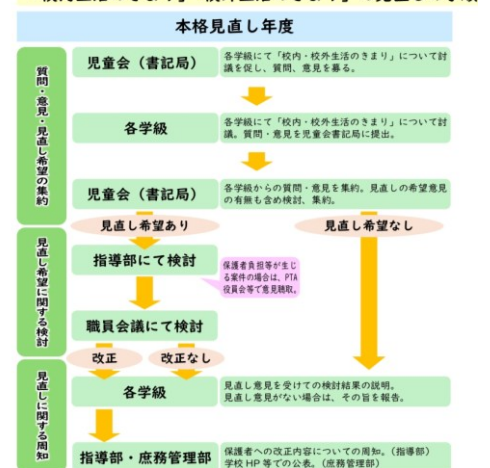 本格見直し年度
質問・意見・見直し希望の集約
児童会（書記局）
各学級にて「校内・校外生活のきまり」について討
議を促し、質問、意見を募る。
各学級
各学級にて「校内・校外生活のきまり」について討
議。質問・意見を児童会書記局に提出。
児童会（書記局）
各学級からの質問・意見を集約。見直しの希望意見
の有無も含め検討、集約。
見直し希望あり
見直し希望なし
見直し希望に関する検討
指導部にて検討
保護者負担等が生じ
る案件の場合は、PTA
役員会等で意見聴取。
職員会議にて検討
改正
改正なし
見直しに関する周知
各学級
見直し意見を受けての検討結果の説明。
見直し意見がない場合は、その旨を報告。
指導部・庶務管理部
保護者への改正内容についての周知。（指導部）
学校 HP 等での公表。（庶務管理部）